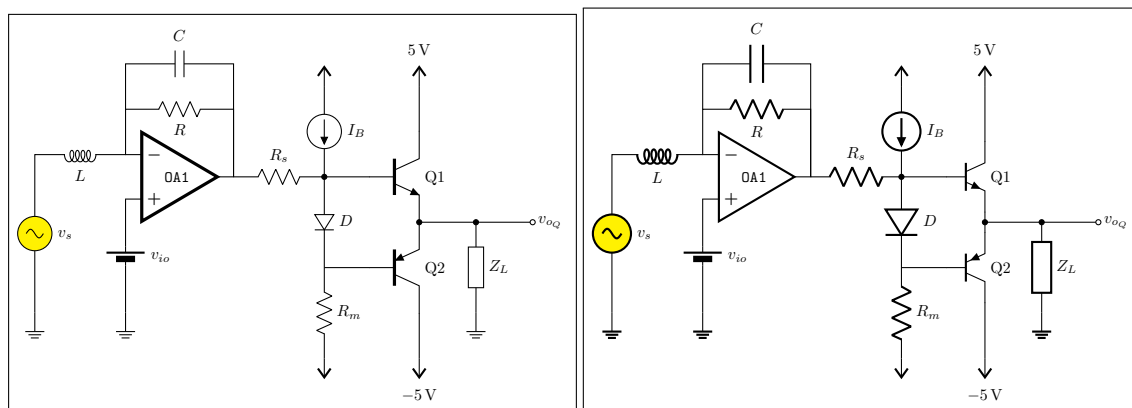 C
5 V
R
I_B
L
−
OA1
+
R_s
Q1
v_s
v_io
D
v_oQ
Q2
Z_L
R_m
−5 V
C
5 V
R
I_B
L
−
OA1
+
R_s
Q1
v_s
v_io
D
v_oQ
Q2
Z_L
R_m
−5 V